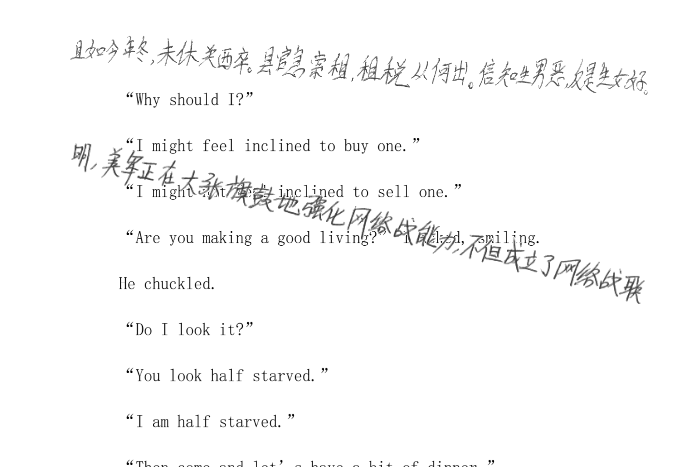 且如今年冬,未休关西卒。县官急索租,租税从何出。信知生男恶,反是生女好。
“Why should I?”
“I might feel inclined to buy one.”
明,美军正在大张旗鼓地强化网络战能力,不但成立了网络战联
“I might inclined to sell one.”
“Are you making a good living?” smiling.
He chuckled.
“Do I look it?”
“You look half starved.”
“I am half starved.”
“Then come and let’s have a bit of dinner.”